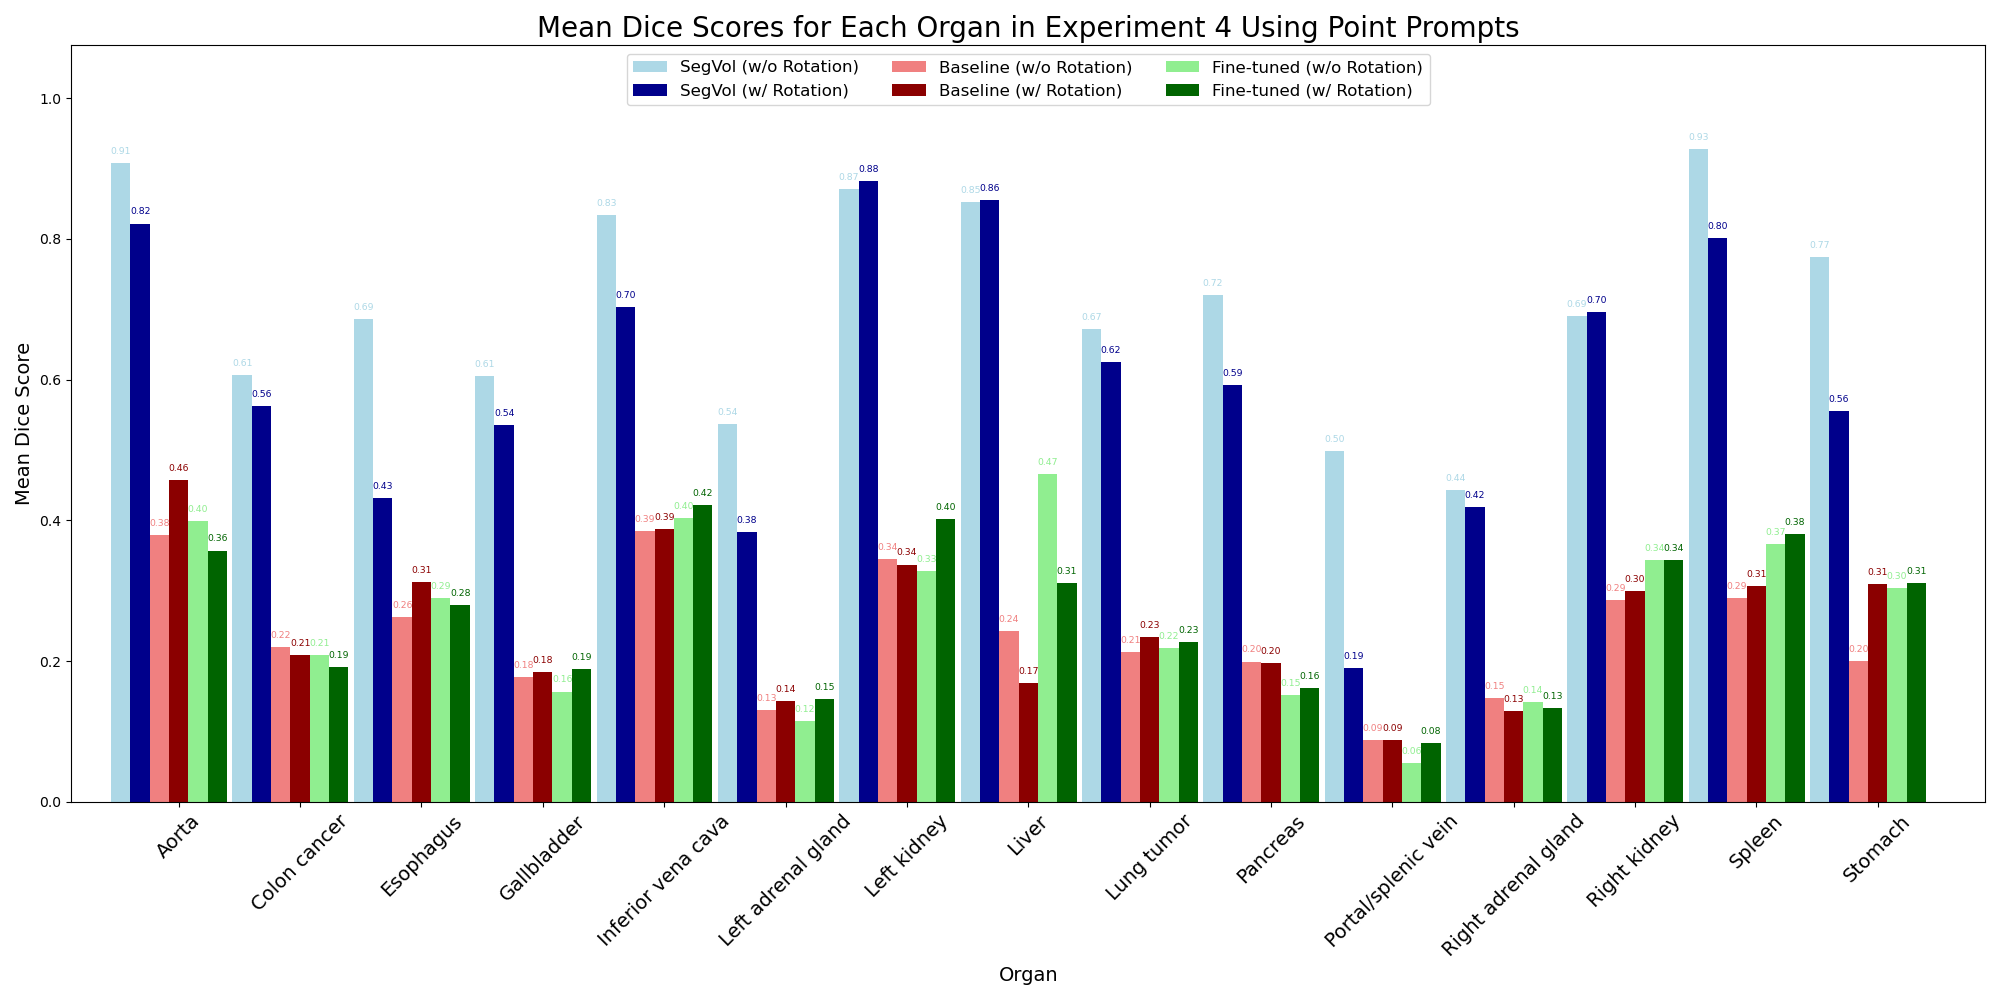 Mean Dice Scores for Each Organ in Experiment 4 Using Point Prompts
SegVol (w/o Rotation)
SegVol (w/ Rotation)
Baseline (w/o Rotation)
Baseline (w/ Rotation)
Fine-tuned (w/o Rotation)
Fine-tuned (w/ Rotation)
Mean Dice Score
1.0
0.8
0.6
0.4
0.2
0.0
0.91 0.82 0.38 0.46 0.40 0.36
0.61 0.56 0.22 0.21 0.21 0.19
0.69 0.43 0.26 0.31 0.29 0.28
0.61 0.54 0.18 0.18 0.16 0.19
0.83 0.70 0.39 0.39 0.40 0.42
0.54 0.38 0.13 0.14 0.12 0.15
0.87 0.88 0.34 0.34 0.33 0.40
0.85 0.86 0.24 0.17 0.47 0.31
0.67 0.62 0.21 0.23 0.22 0.23
0.72 0.59 0.20 0.20 0.15 0.16
0.50 0.19 0.09 0.09 0.06 0.08
0.44 0.42 0.15 0.13 0.14 0.13
0.69 0.70 0.29 0.30 0.34 0.34
0.93 0.80 0.29 0.31 0.37 0.38
0.77 0.56 0.20 0.31 0.30 0.31
Aorta
Colon cancer
Esophagus
Gallbladder
Inferior vena cava
Left adrenal gland
Left kidney
Liver
Lung tumor
Pancreas
Portal/splenic vein
Right adrenal gland
Right kidney
Spleen
Stomach
Organ